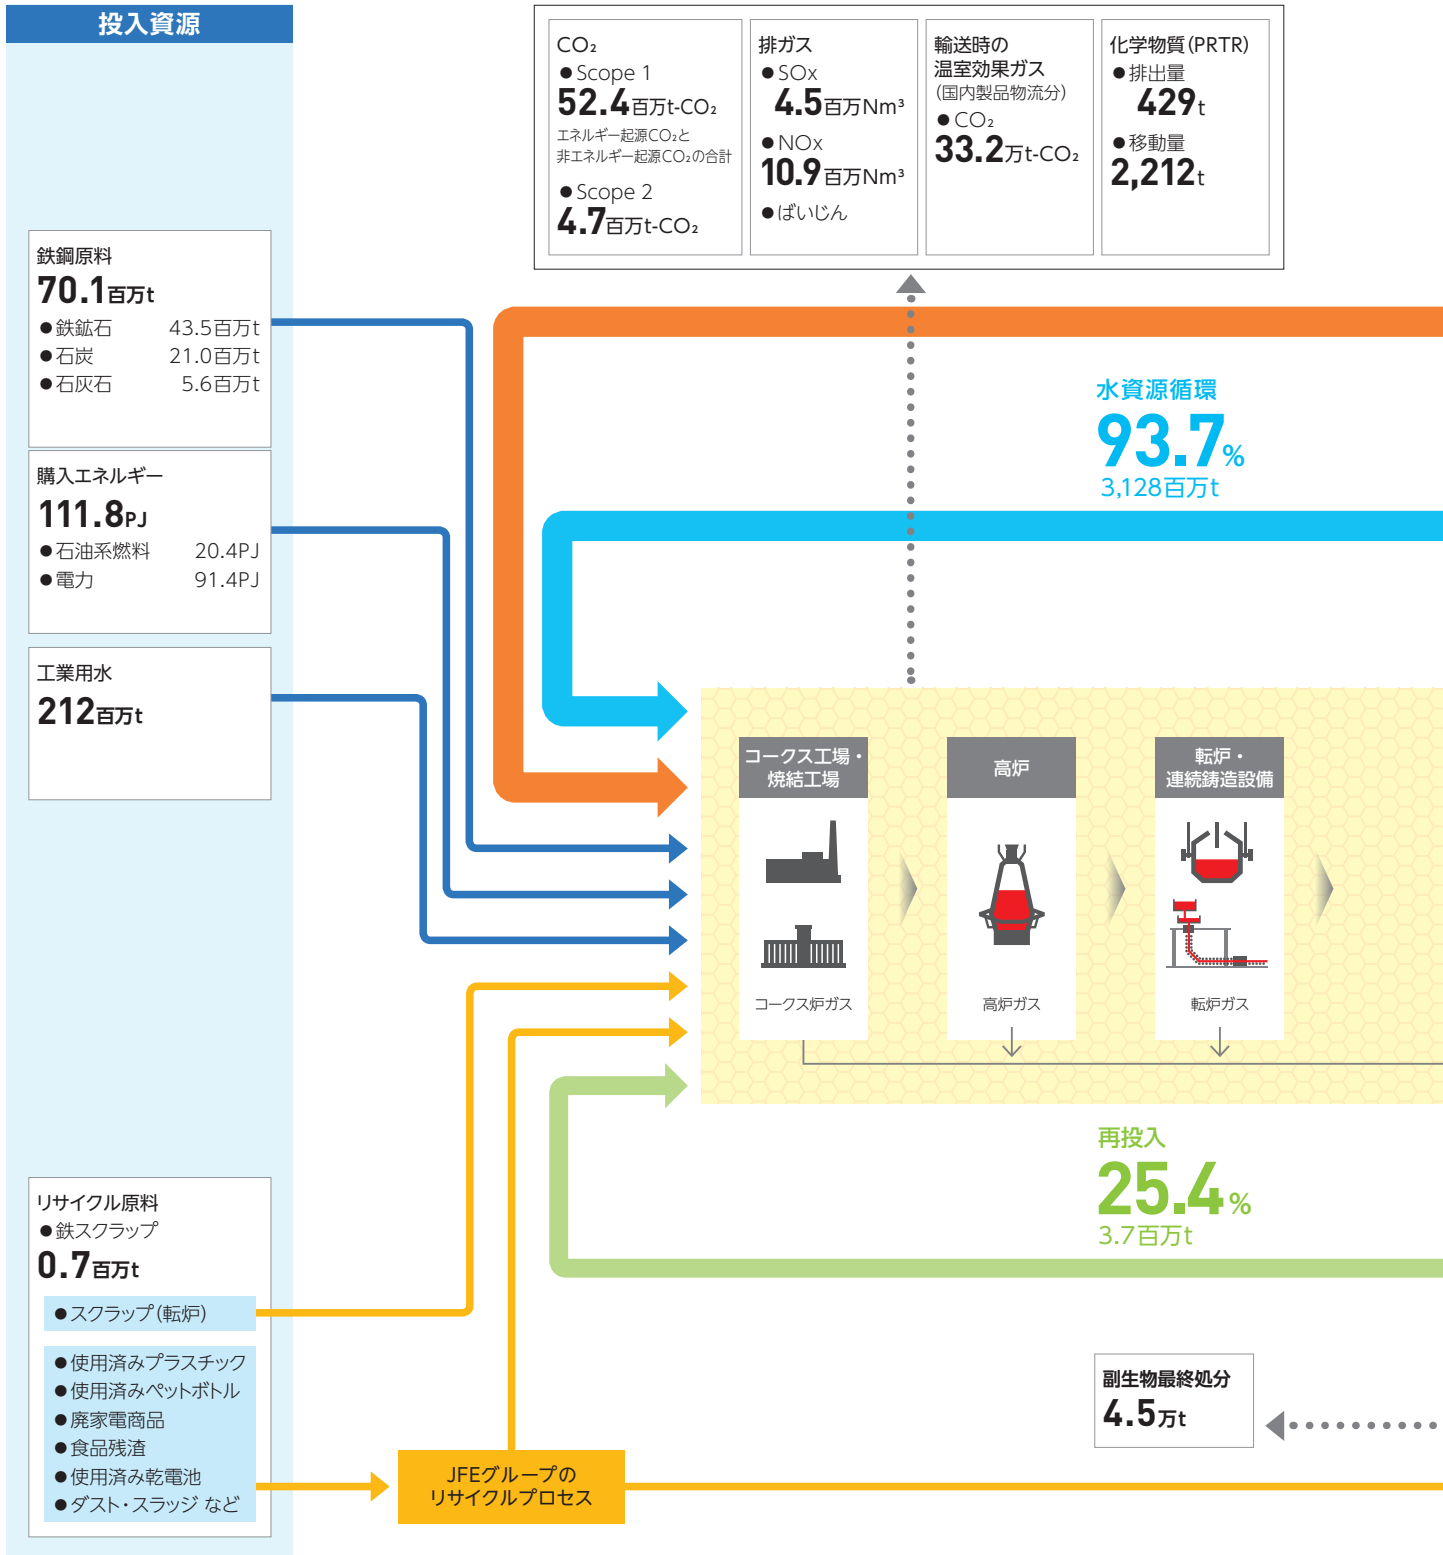 投入資源
鉄鋼原料
70.1百万t
●鉄鉱石 43.5百万t
●石炭 21.0百万t
●石灰石 5.6百万t
購入エネルギー
111.8PJ
●石油系燃料 20.4PJ
●電力 91.4PJ
工業用水
212百万t
リサイクル原料
●鉄スクラップ
0.7百万t
●スクラップ(転炉)
●使用済みプラスチック
●使用済みペットボトル
●廃家電商品
●食品残渣
●使用済み乾電池
●ダスト・スラッジ など
JFEグループの
リサイクルプロセス
CO₂
●Scope 1
52.4百万t-CO₂
エネルギー起源CO₂と
非エネルギー起源CO₂の合計
●Scope 2
4.7百万t-CO₂
排ガス
●SOx
4.5百万Nm³
●NOx
10.9百万Nm³
●ばいじん
輸送時の
温室効果ガス
(国内製品物流分)
●CO₂
33.2万t-CO₂
化学物質(PRTR)
●排出量
429t
●移動量
2,212t
水資源循環
93.7%
3,128百万t
コークス工場・
焼結工場
コークス炉ガス
高炉
高炉ガス
転炉・
連続鋳造設備
転炉ガス
再投入
25.4%
3.7百万t
副生物最終処分
4.5万t